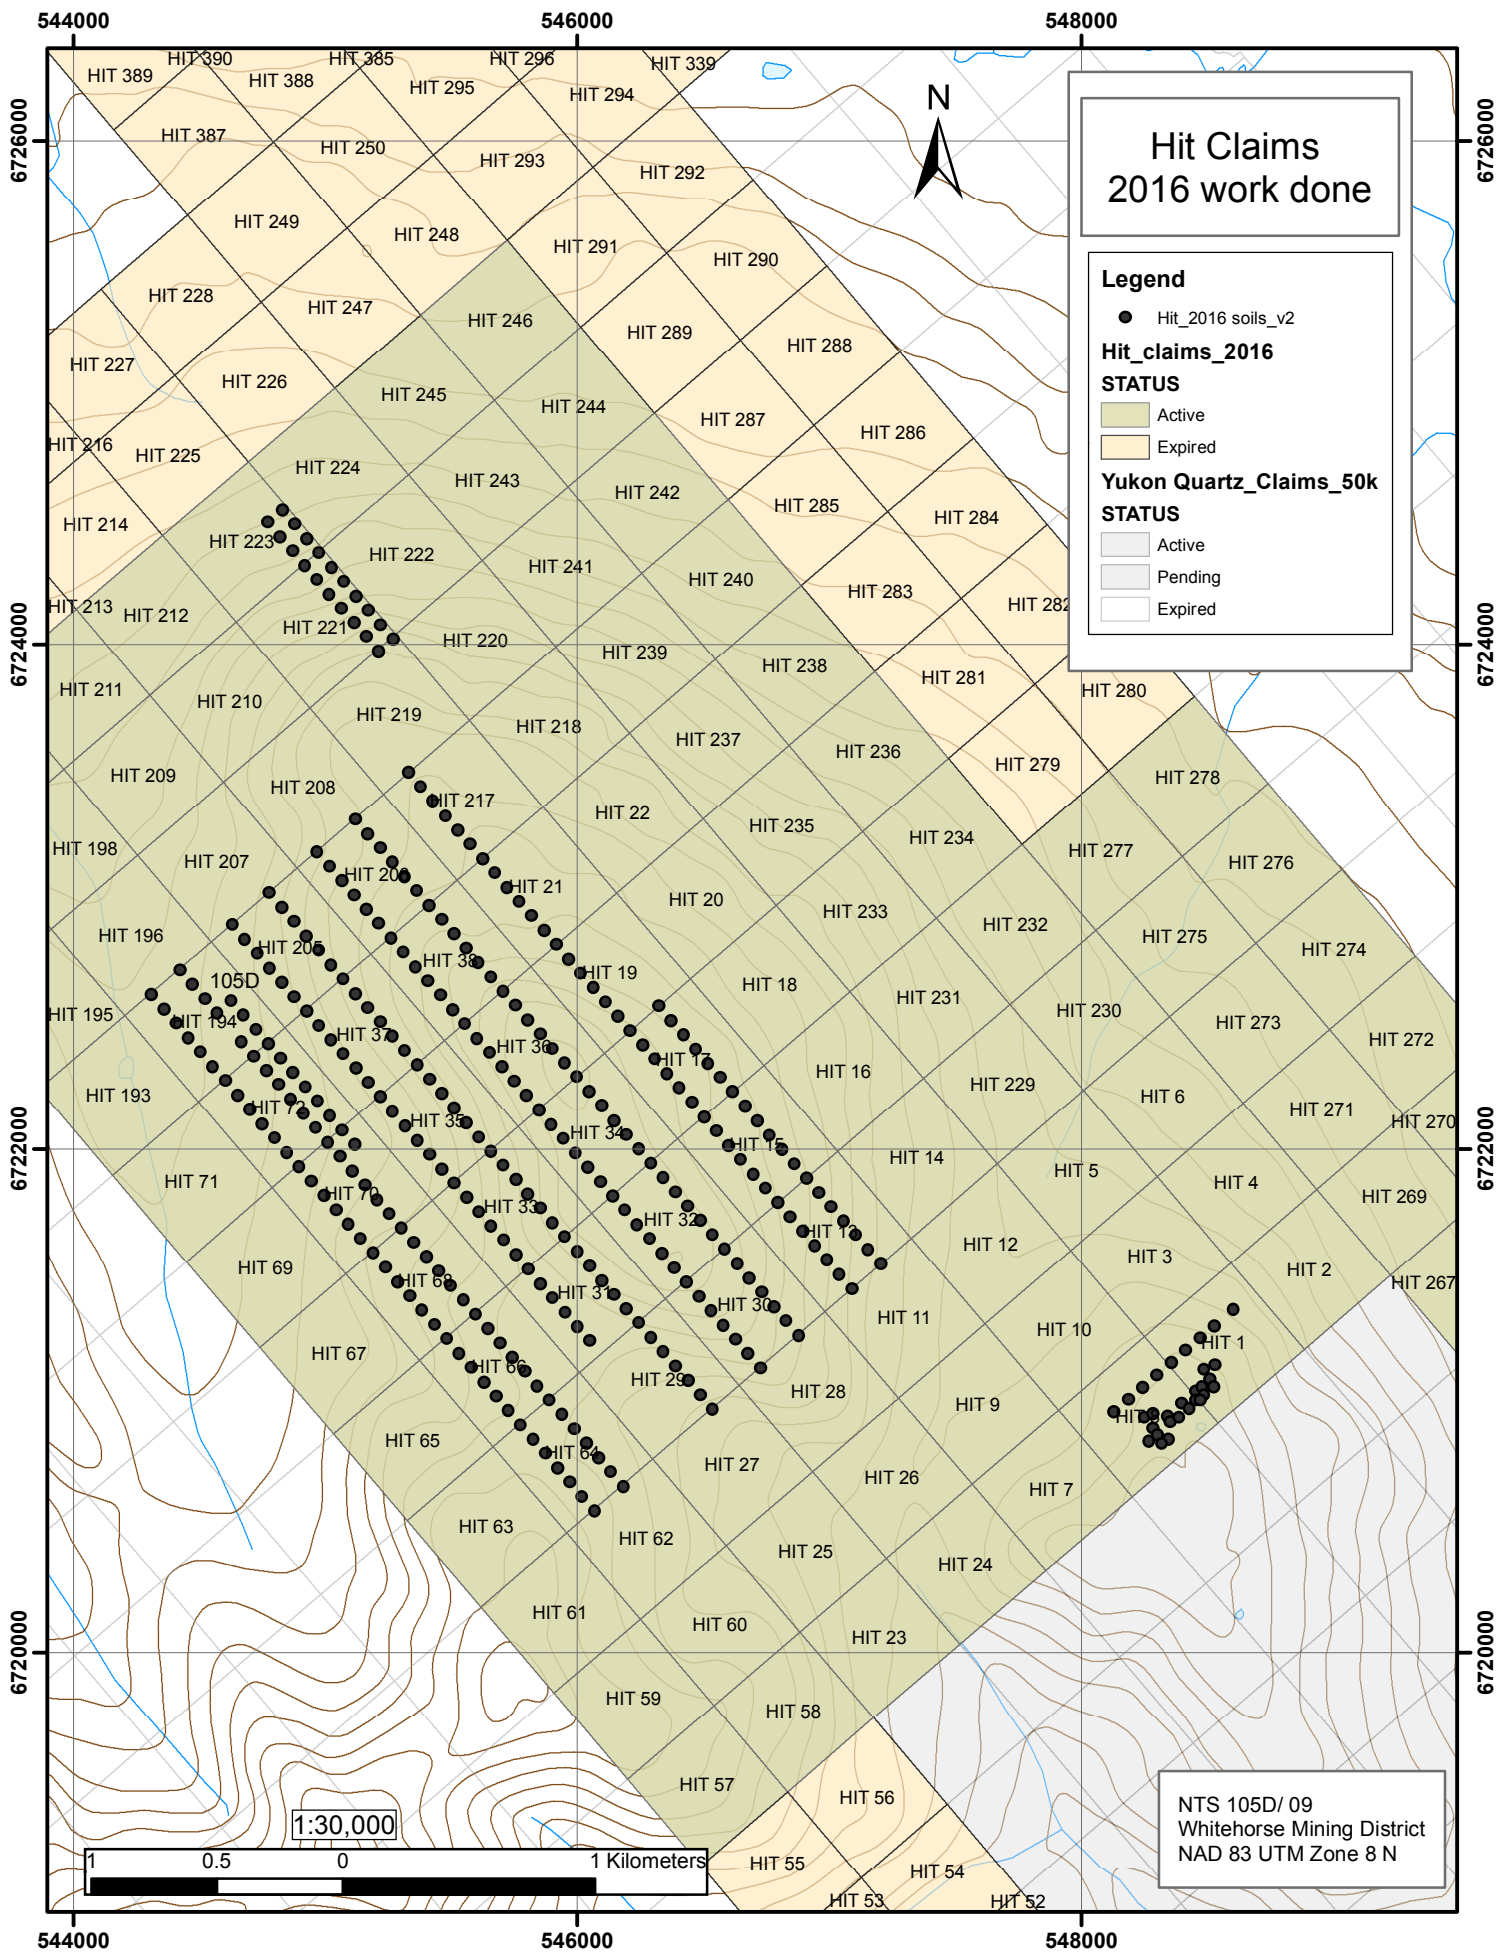 544000
546000
548000
HIT 390
HIT 385
HIT 296
HIT 339
HIT 389
HIT 388
HIT 295
HIT 294
N
6726000
6726000
HIT 387
HIT 250
HIT 293
HIT 292
Hit Claims
2016 work done
HIT 249
HIT 248
HIT 291
HIT 290
Legend
Hit_2016 soils_v2
Hit_claims_2016
STATUS
Active
Expired
Yukon Quartz_Claims_50k
STATUS
Active
Pending
Expired
HIT 228
HIT 247
HIT 246
HIT 289
HIT 288
HIT 227
HIT 226
HIT 245
HIT 244
HIT 287
HIT 286
HIT 216
HIT 225
HIT 224
HIT 243
HIT 242
HIT 285
HIT 284
HIT 214
HIT 223
HIT 222
HIT 241
HIT 240
HIT 283
HIT 282
HIT 213
HIT 212
HIT 221
HIT 220
HIT 239
HIT 238
HIT 281
HIT 280
6724000
6724000
HIT 211
HIT 210
HIT 219
HIT 218
HIT 237
HIT 236
HIT 279
HIT 278
HIT 209
HIT 208
HIT 217
HIT 22
HIT 235
HIT 234
HIT 277
HIT 276
HIT 198
HIT 207
HIT 206
HIT 21
HIT 20
HIT 233
HIT 232
HIT 275
HIT 274
HIT 196
HIT 205
HIT 38
HIT 19
HIT 18
HIT 231
HIT 230
HIT 273
HIT 272
105D
HIT 195
HIT 194
HIT 37
HIT 36
HIT 17
HIT 16
HIT 229
HIT 6
HIT 271
HIT 270
HIT 193
HIT 72
HIT 35
HIT 34
HIT 15
HIT 14
HIT 5
HIT 4
HIT 269
6722000
6722000
HIT 71
HIT 70
HIT 33
HIT 32
HIT 13
HIT 12
HIT 3
HIT 2
HIT 267
HIT 69
HIT 68
HIT 31
HIT 30
HIT 11
HIT 10
HIT 1
HIT 67
HIT 66
HIT 29
HIT 28
HIT 9
HIT 8
HIT 65
HIT 64
HIT 27
HIT 26
HIT 7
HIT 63
HIT 62
HIT 25
HIT 24
HIT 61
HIT 60
HIT 23
6720000
6720000
HIT 59
HIT 58
HIT 57
HIT 56
HIT 55
HIT 54
HIT 53
HIT 52
1:30,000
1 0.5 0 1 Kilometers
NTS 105D/ 09
Whitehorse Mining District
NAD 83 UTM Zone 8 N
544000
546000
548000